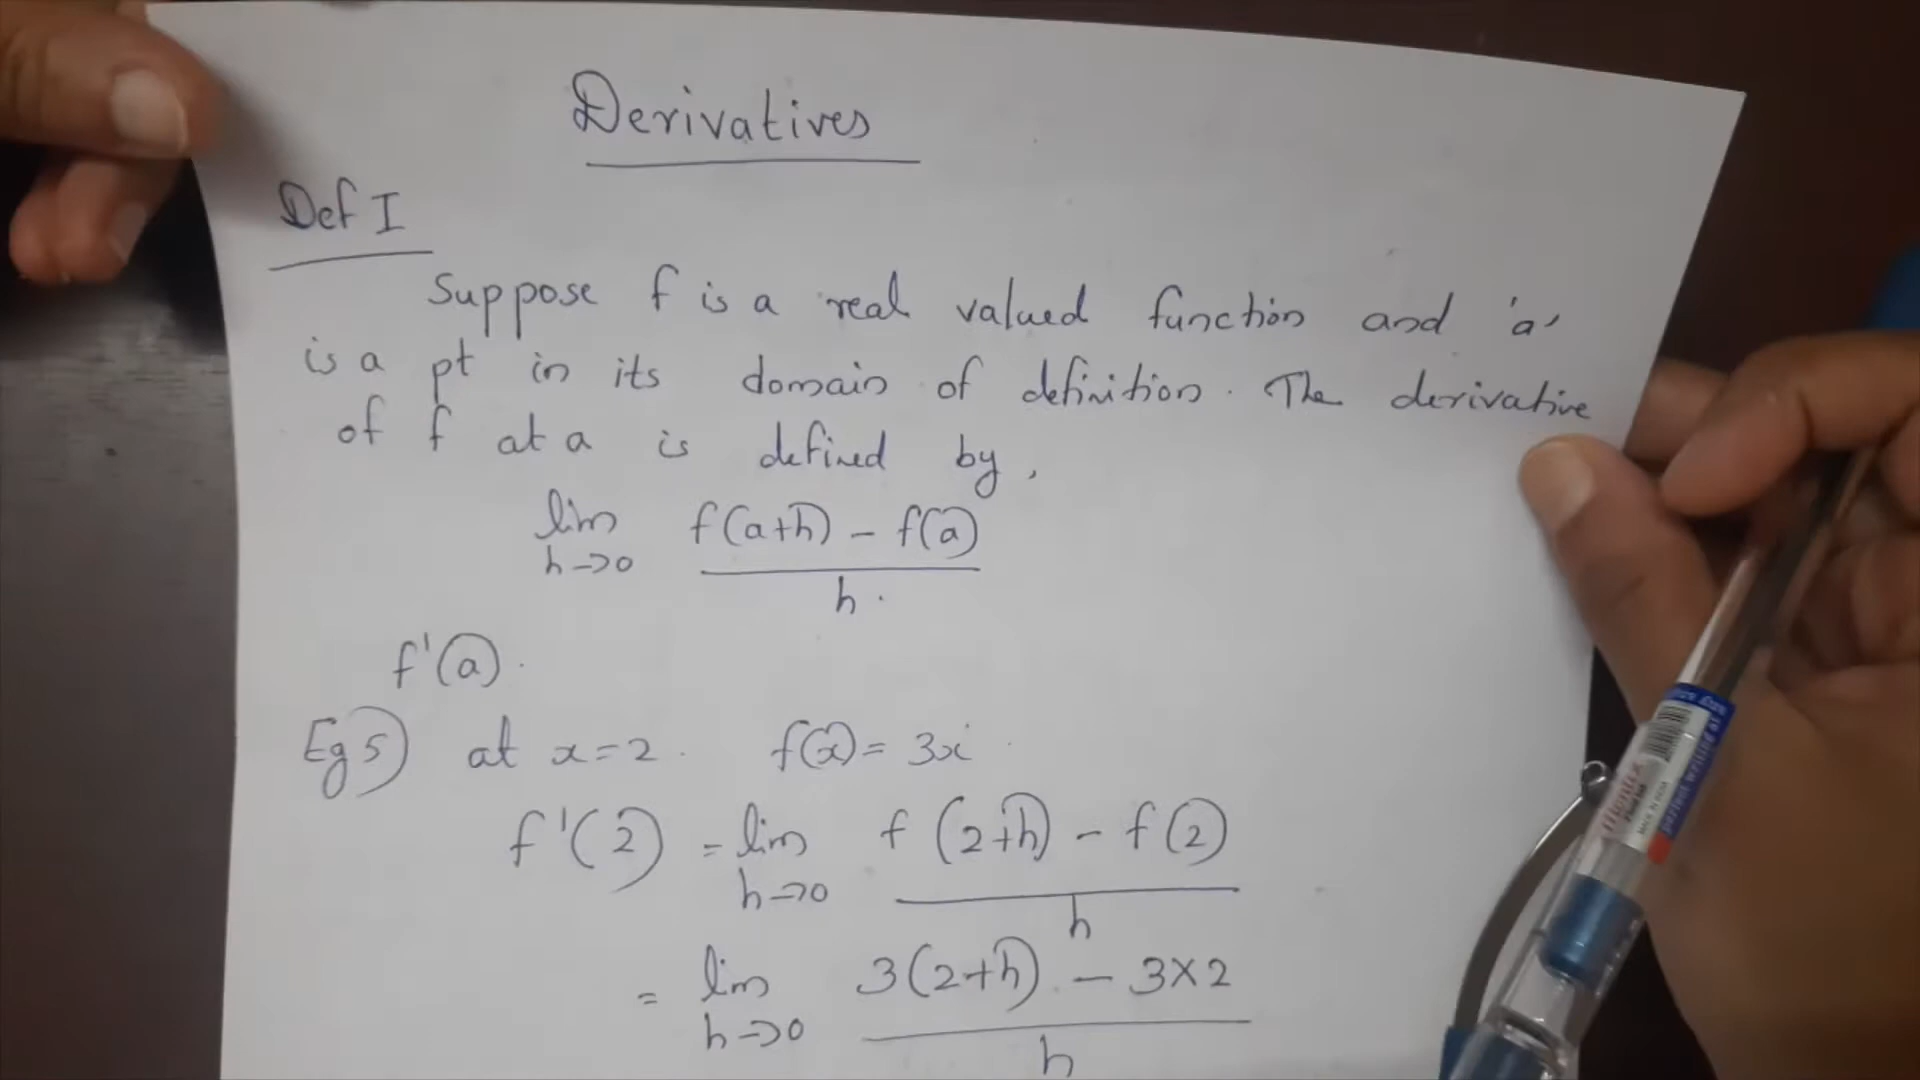 Derivatives
Def I
Suppose f is a real valued function and 'a'
is a pt in its domain of definition. The derivative
of f at a is defined by,
lim f(a+h) - f(a)
h→0 h.
f'(a).
Eg 5) at x=2. f(x) = 3x.
f'(2) = lim f(2+h) - f(2)
h→0 h
= lim 3(2+h) - 3×2
h→0 h